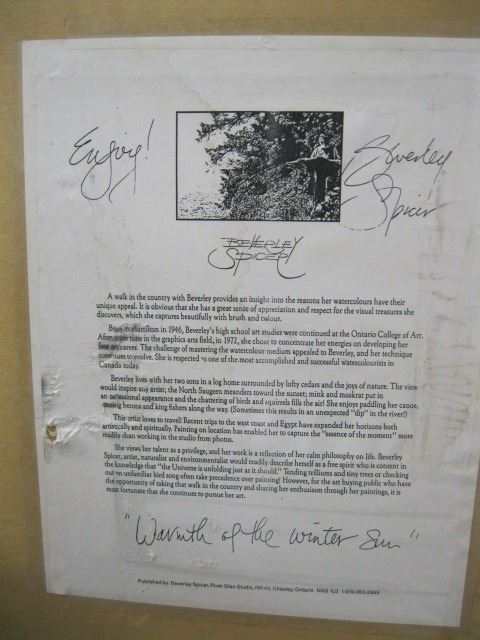 Enjoy!
Beverley
Spicer
BEVERLEY
SPICER
A walk in the country with Beverley provides an insight into the reasons her watercolours have their
unique appeal. It is obvious that she has a great sense of appreciation and respect for the visual treasures she
discovers, which she captures beautifully with brush and colour.
Born in Hamilton in 1946, Beverley's high school art studies were continued at the Ontario College of Art.
After some time in the graphics arts field, in 1972, she chose to concentrate her energies on developing her
career. The challenge of mastering the watercolour medium appealed to Beverley, and her technique
continues to evolve. She is respected as one of the most accomplished and successful watercolourists in
Canada today.
Beverley lives with her two sons in a log home surrounded by lofty cedars and the joys of nature. The view
would inspire any artist; the North Saugeen meanders toward the sunset; mink and muskrat put in
an occassional appearance and the chattering of birds and squirrels fills the air! She enjoys paddling her canoe,
herons and king fishers along the way. (Sometimes this results in an unexpected "dip" in the river!)
This artist loves to travel! Recent trips to the west coast and Egypt have expanded her horizons both
artistically and spiritually. Painting on location has enabled her to capture the "essence of the moment" more
readily than working in the studio from photos.
She views her talent as a privilege, and her work is a reflection of her calm philosophy on life. Beverley
Spicer, artist, naturalist and environmentalist would readily describe herself as a free spirit who is content in
the knowledge that "the Universe is unfolding just as it should." Tending trilliums and tiny trees or checking
out an unfamiliar bird song often take precedence over painting! However, for the art buying public who have
the opportunity of taking that walk in the country and sharing her enthusiasm through her paintings, it is
most fortunate that she continues to pursue her art.
"Warmth of the winter Sun"
Published by: Beverley Spicer, River Glen Studio, Chesley, Ontario N0G 1L0